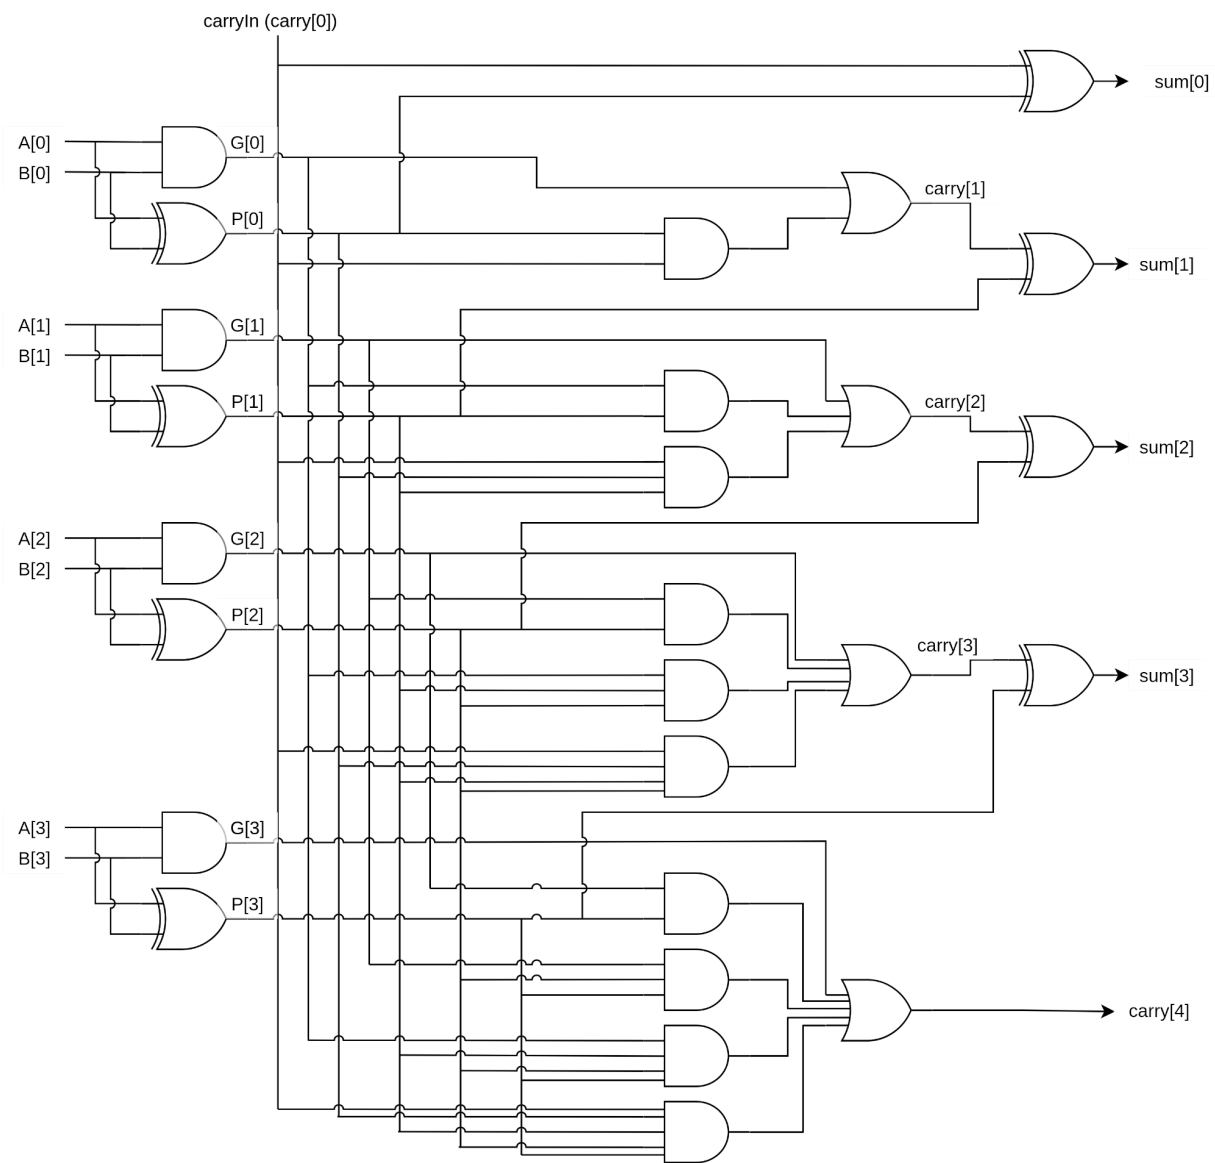 carryIn (carry[0])
sum[0]
A[0]
G[0]
B[0]
carry[1]
P[0]
sum[1]
A[1]
G[1]
B[1]
P[1]
carry[2]
sum[2]
A[2]
G[2]
B[2]
P[2]
carry[3]
sum[3]
A[3]
G[3]
B[3]
P[3]
carry[4]